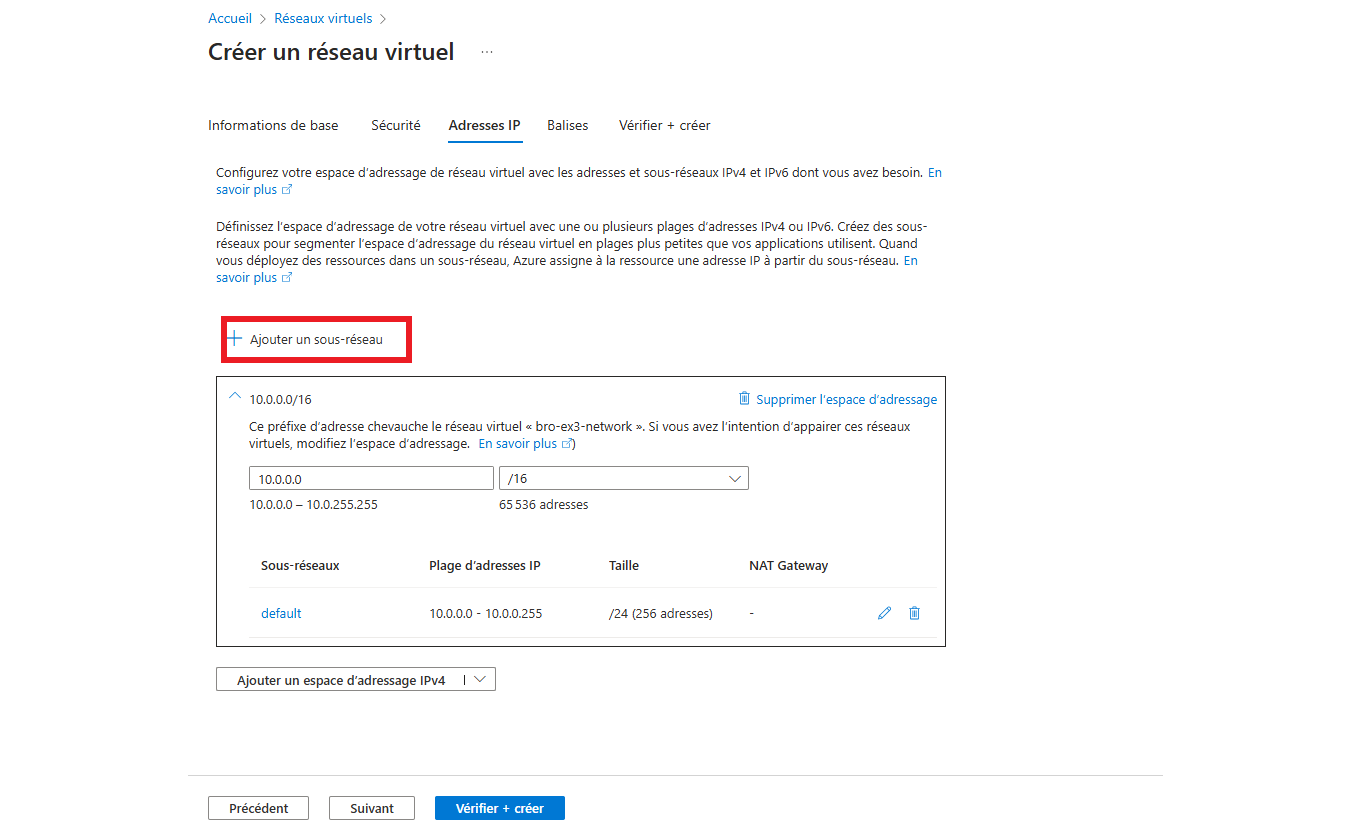 Accueil > Réseaux virtuels >
Créer un réseau virtuel ...
Informations de base Sécurité Adresses IP Balises Vérifier + créer
Configurez votre espace d'adressage de réseau virtuel avec les adresses et sous-réseaux IPv4 et IPv6 dont vous avez besoin. En
savoir plus
Définissez l'espace d'adressage de votre réseau virtuel avec une ou plusieurs plages d'adresses IPv4 ou IPv6. Créez des sous-
réseaux pour segmenter l'espace d'adressage du réseau virtuel en plages plus petites que vos applications utilisent. Quand
vous déployez des ressources dans un sous-réseau, Azure assigne à la ressource une adresse IP à partir du sous-réseau. En
savoir plus
+ Ajouter un sous-réseau
10.0.0.0/16 Supprimer l'espace d'adressage
Ce préfixe d'adresse chevauche le réseau virtuel « bro-ex3-network ». Si vous avez l'intention d'appairer ces réseaux
virtuels, modifiez l'espace d'adressage. En savoir plus )
10.0.0.0 /16
10.0.0.0 – 10.0.255.255 65 536 adresses
Sous-réseaux Plage d'adresses IP Taille NAT Gateway
default 10.0.0.0 - 10.0.0.255 /24 (256 adresses) -
Ajouter un espace d'adressage IPv4 |
Précédent Suivant Vérifier + créer